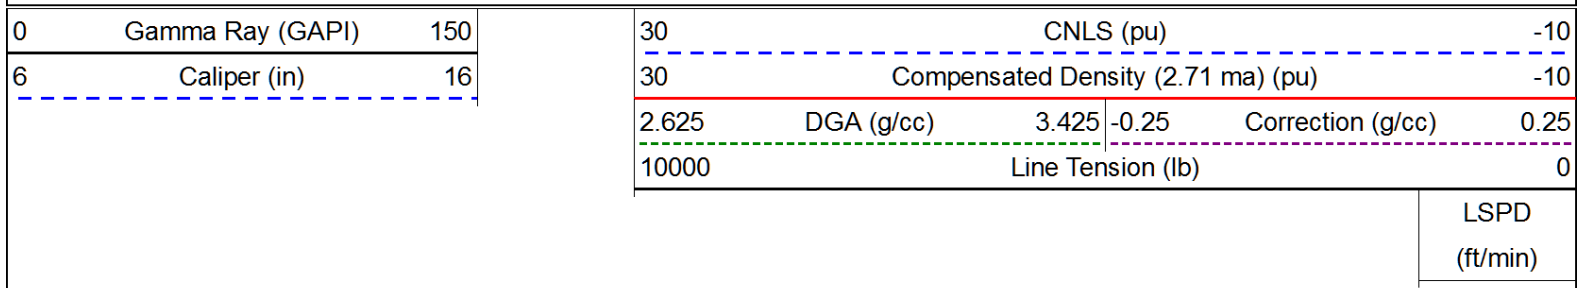 0 Gamma Ray (GAPI) 150 30 CNLS (pu) -10
6 Caliper (in) 16 30 Compensated Density (2.71 ma) (pu) -10
2.625 DGA (g/cc) 3.425 -0.25 Correction (g/cc) 0.25
10000 Line Tension (lb) 0
LSPD
(ft/min)